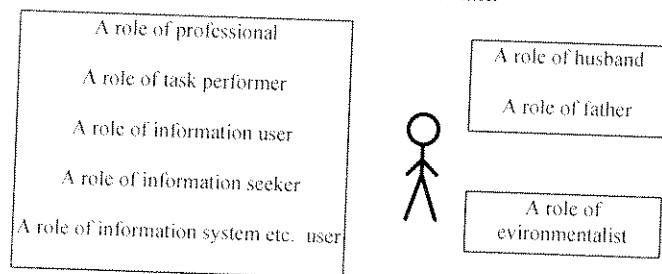 A role of professional
A role of task performer
A role of information user
A role of information seeker
A role of information system etc. user
A role of husband
A role of father
A role of
evironmentalist